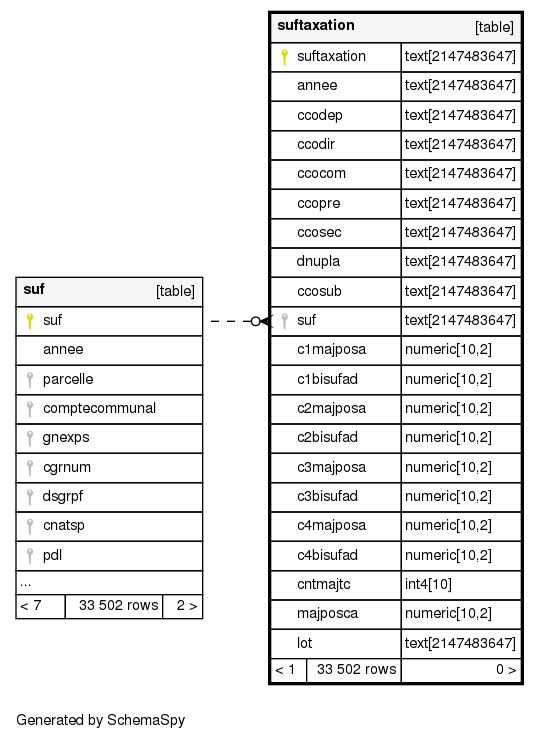 suftaxation [table]
suftaxation text[2147483647]
annee text[2147483647]
ccodep text[2147483647]
ccodir text[2147483647]
ccocom text[2147483647]
ccopre text[2147483647]
ccosec text[2147483647]
dnupla text[2147483647]
ccosub text[2147483647]
suf text[2147483647]
c1majposa numeric[10,2]
c1bisufad numeric[10,2]
c2majposa numeric[10,2]
c2bisufad numeric[10,2]
c3majposa numeric[10,2]
c3bisufad numeric[10,2]
c4majposa numeric[10,2]
c4bisufad numeric[10,2]
cntmajtc int4[10]
majposca numeric[10,2]
lot text[2147483647]
< 1 33 502 rows 0 >
suf [table]
suf
annee
parcelle
comptecommunal
gnexps
cgrnum
dsgrpf
cnatsp
pdl
...
< 7 33 502 rows 2 >
Generated by SchemaSpy